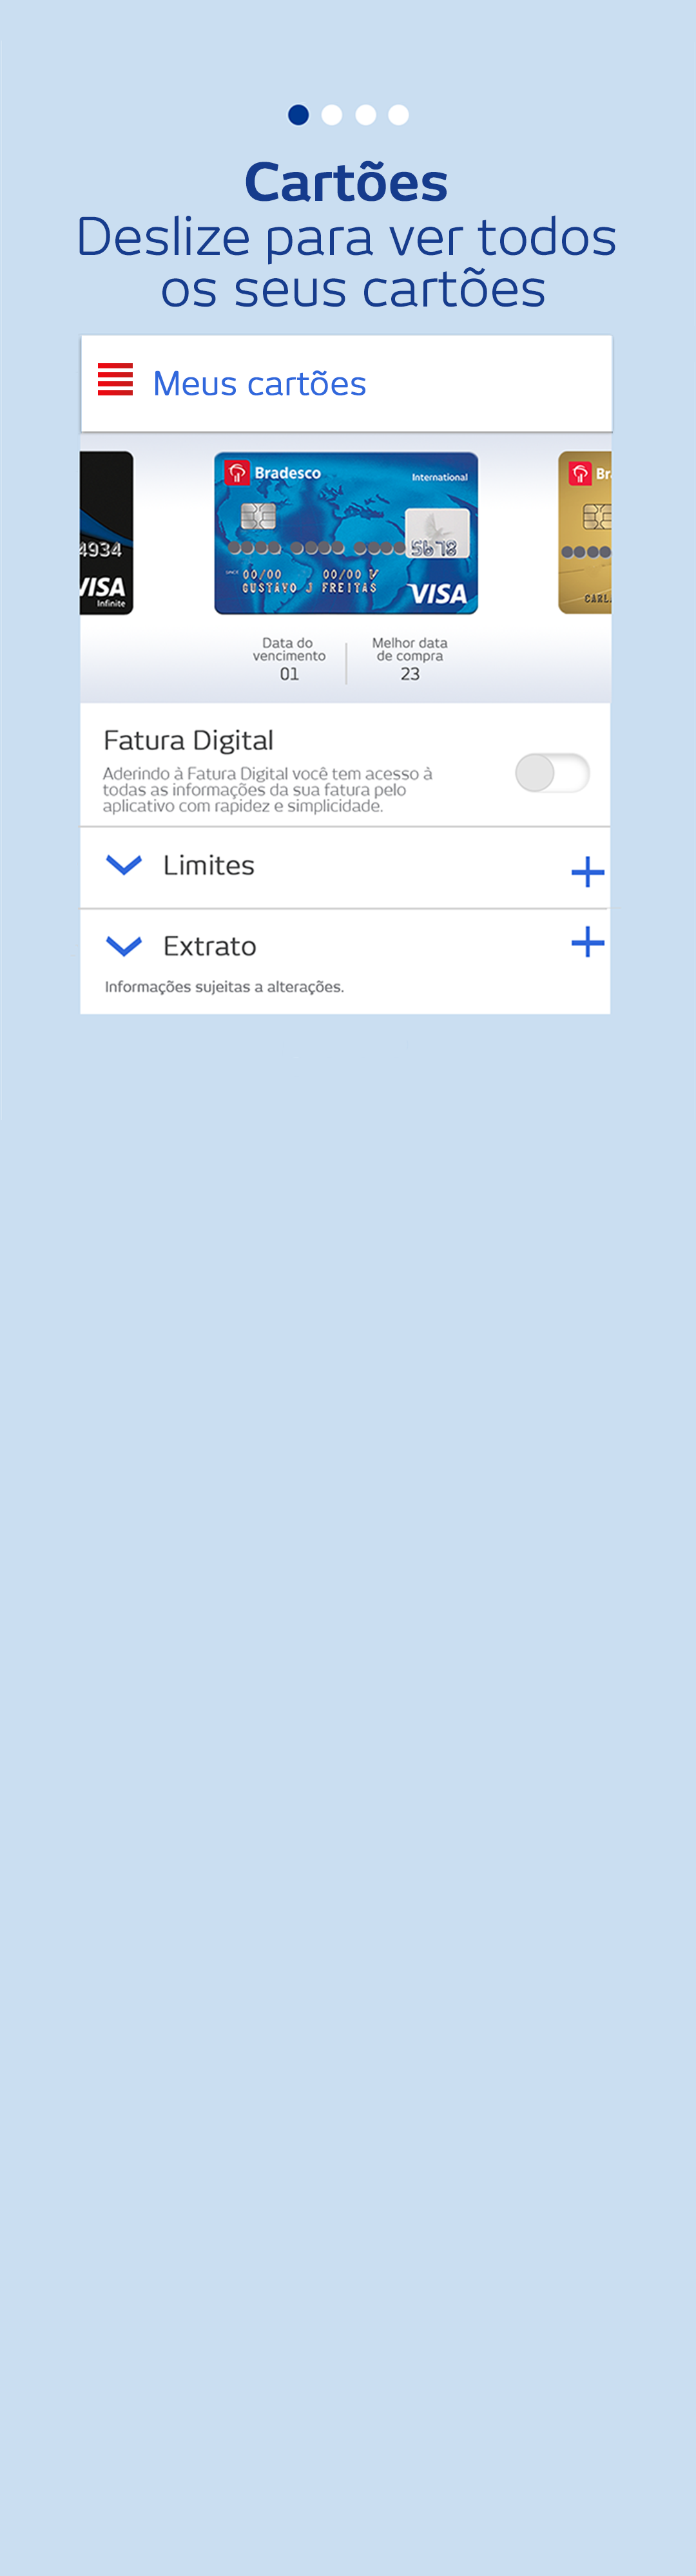 Cartões
Deslize para ver todos
os seus cartões
Meus cartões
4934
VISA
Infinite
Bradesco
International
5678
SINCE 00/00 00/00 V
GUSTAVO J FREITAS
VISA
Br
CARL
Data do
vencimento
01
Melhor data
de compra
23
Fatura Digital
Aderindo à Fatura Digital você tem acesso à
todas as informações da sua fatura pelo
aplicativo com rapidez e simplicidade.
Limites
Extrato
Informações sujeitas a alterações.